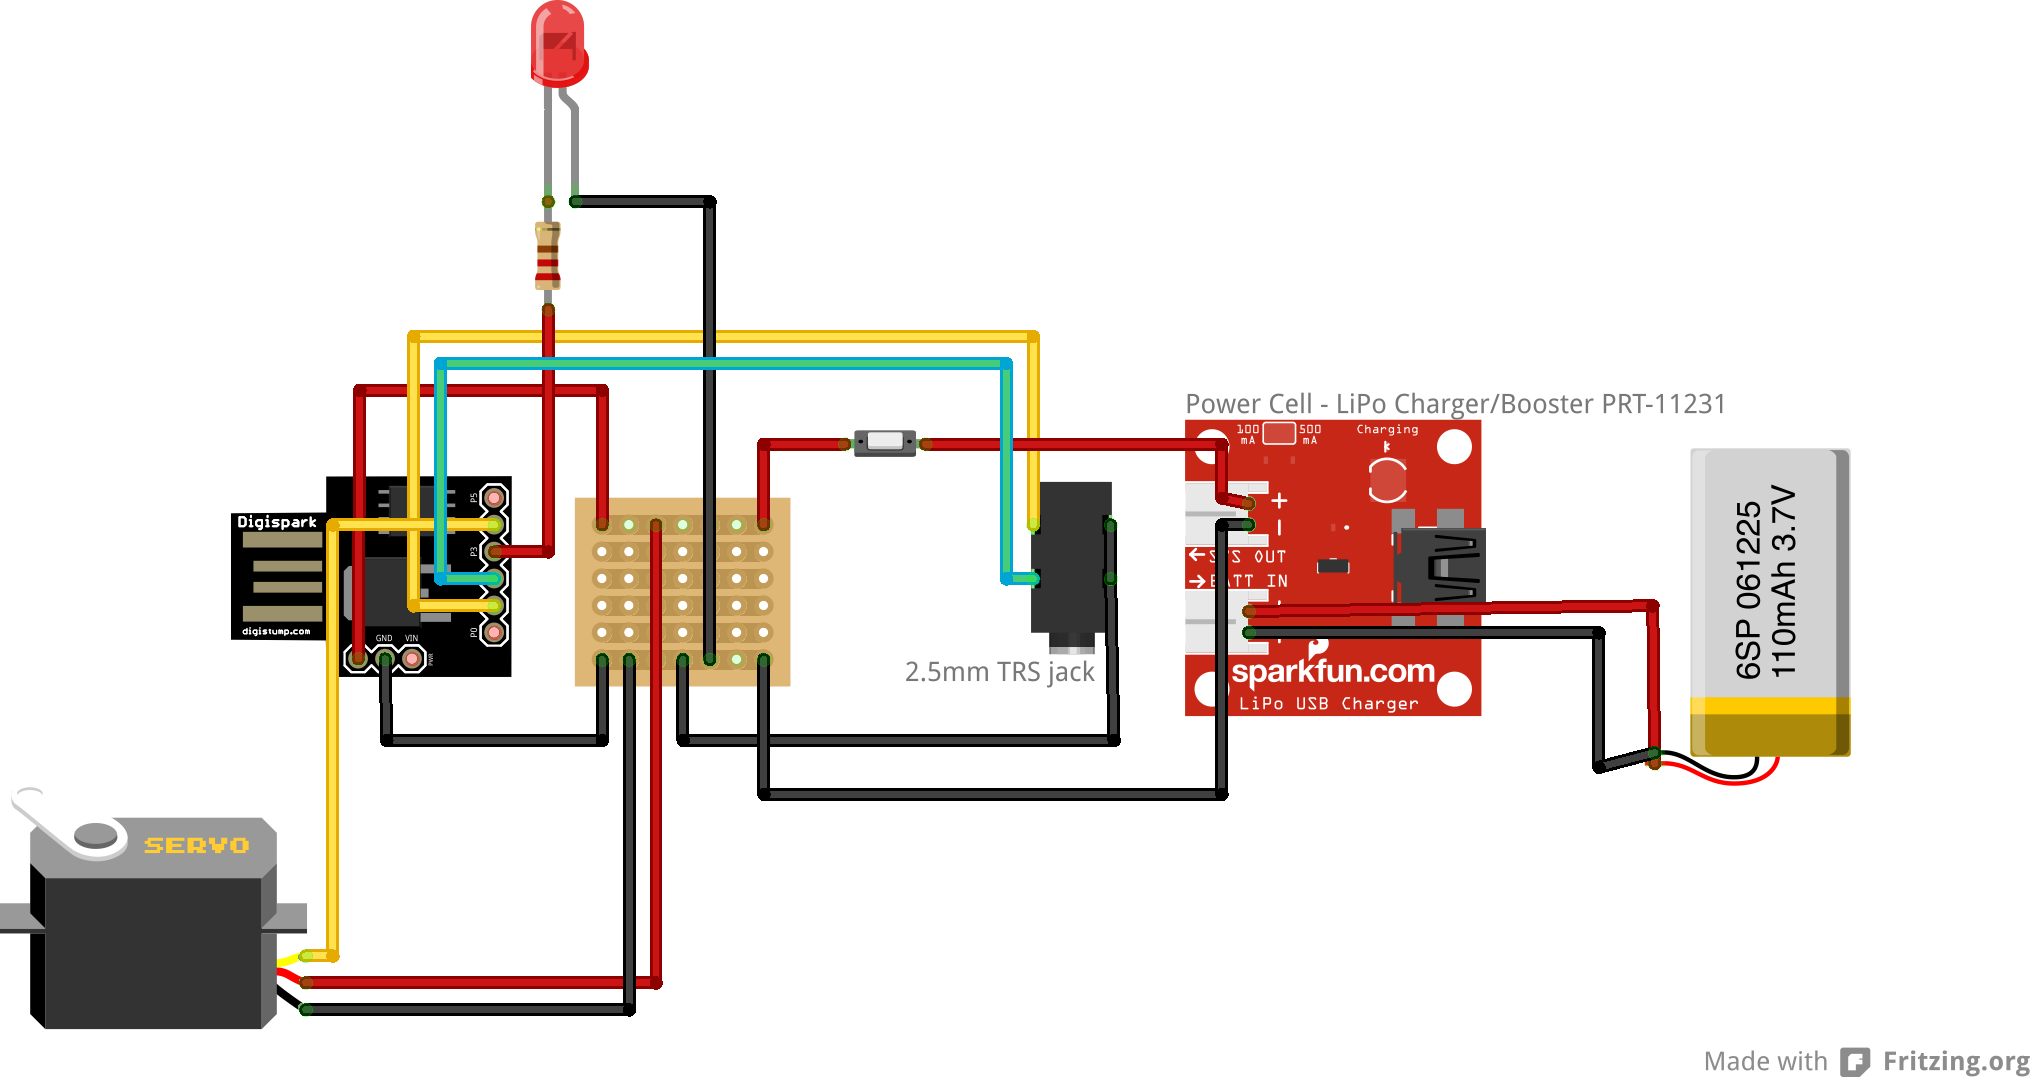 Power Cell - LiPo Charger/Booster PRT-11231
100 mA
500 mA
Charging
+
-
SYS OUT
BATT IN
sparkfun.com
LiPo USB Charger
6SP 061225
110mAh 3.7V
Digispark
digistump.com
P5
P3
P0
GND
VIN
PWR
2.5mm TRS jack
SERVO
Made with Fritzing.org